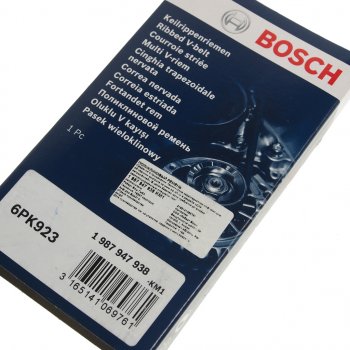 BOSCH
Keilrippenriemen
Ribbed V-belt
Courroie striée
Multi V-riem
Cinghia trapezoidale
nervata
Correa nervada
Correia estriada
Fortandet rem
Поликлиновой ремень
Oluklu V kayışı
Pasek wieloklinowy
1 Pc
6PK923
1 987 947 938
-KM1
3 165141 069761